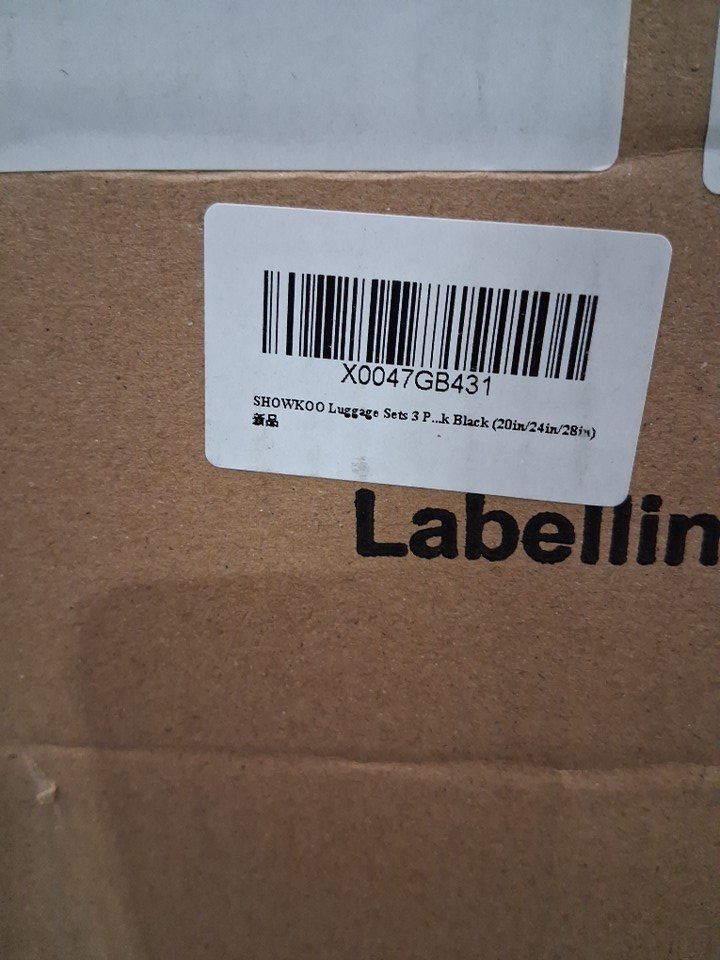 X0047GB431
SHOWKOO Luggage Sets 3 P...k Black (20in/24in/28in)
新品
Labellin